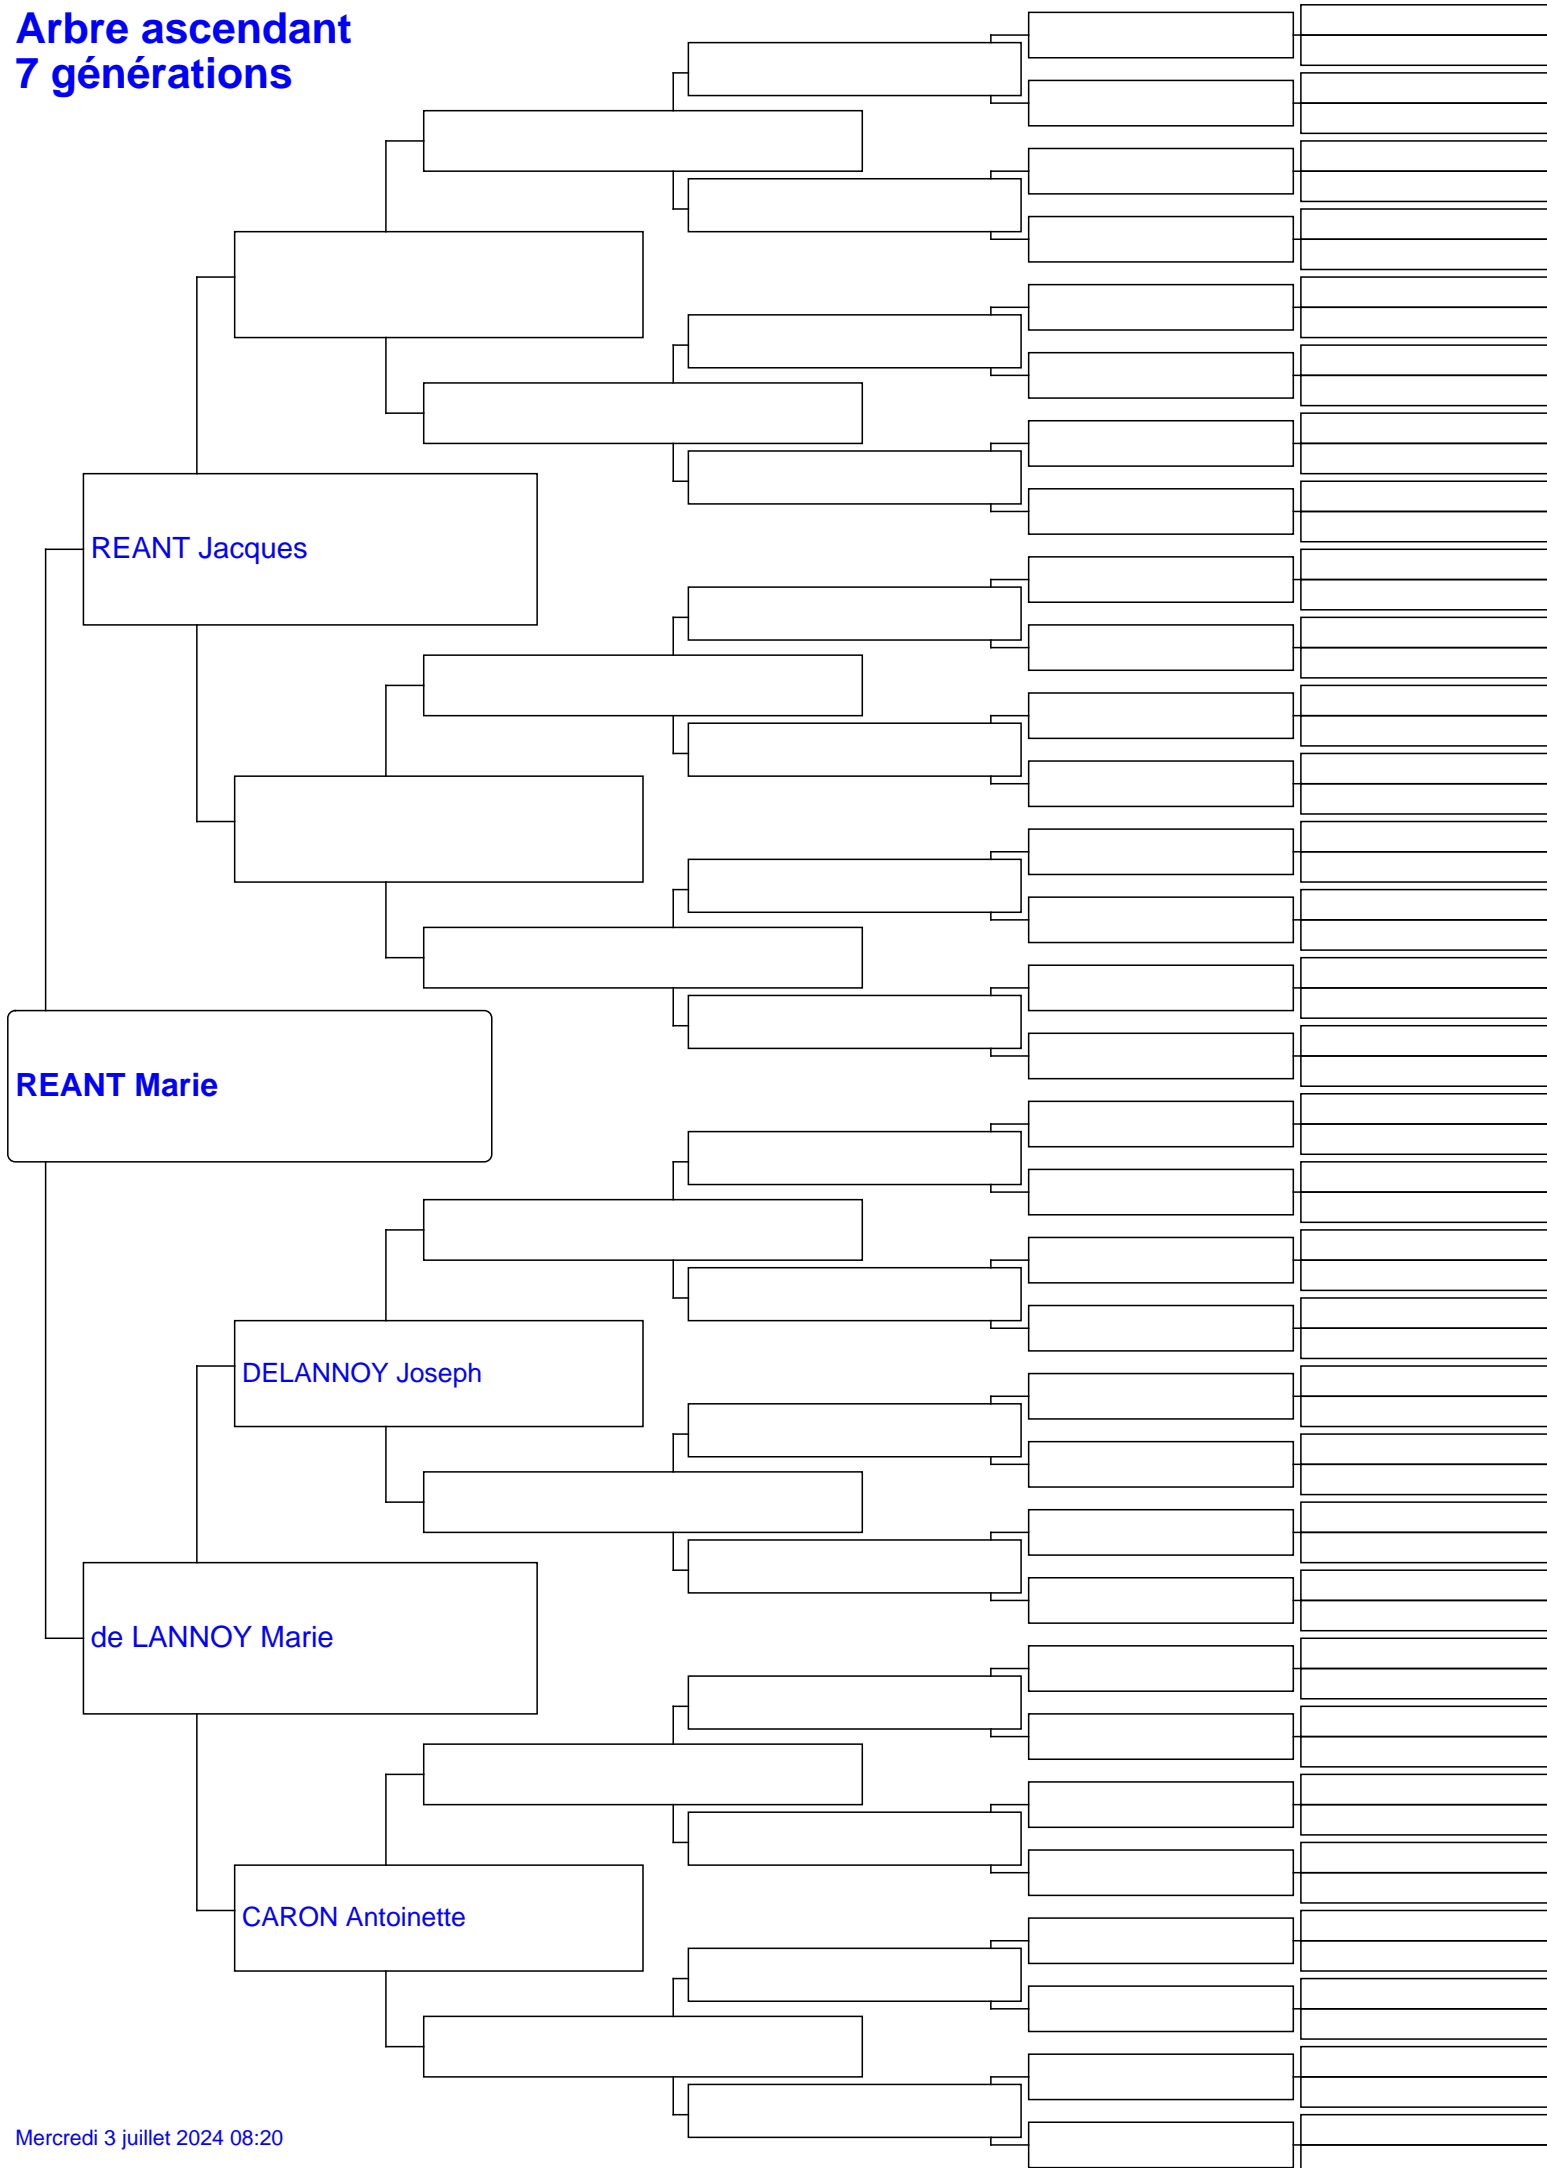 Arbre ascendant
7 générations
REANT Jacques
REANT Marie
DELANNOY Joseph
de LANNOY Marie
CARON Antoinette
Mercredi 3 juillet 2024 08:20